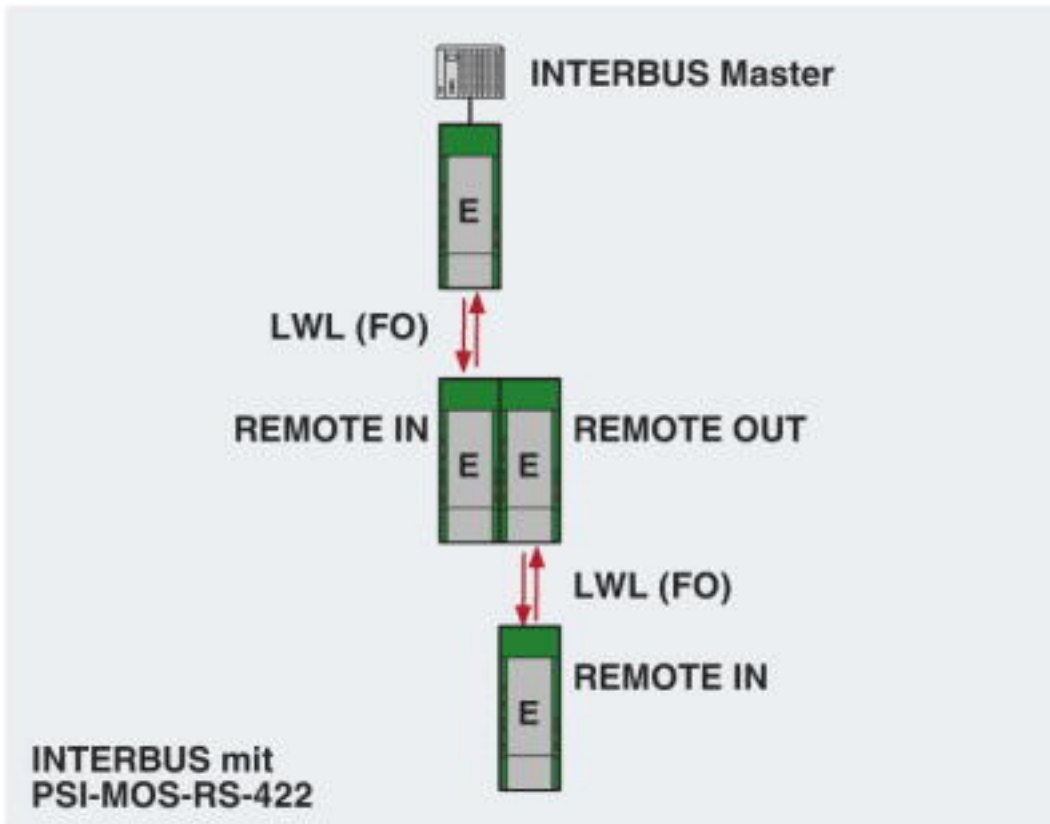 INTERBUS Master
E
LWL (FO)
REMOTE IN
REMOTE OUT
E
E
LWL (FO)
REMOTE IN
E
INTERBUS mit
PSI-MOS-RS-422